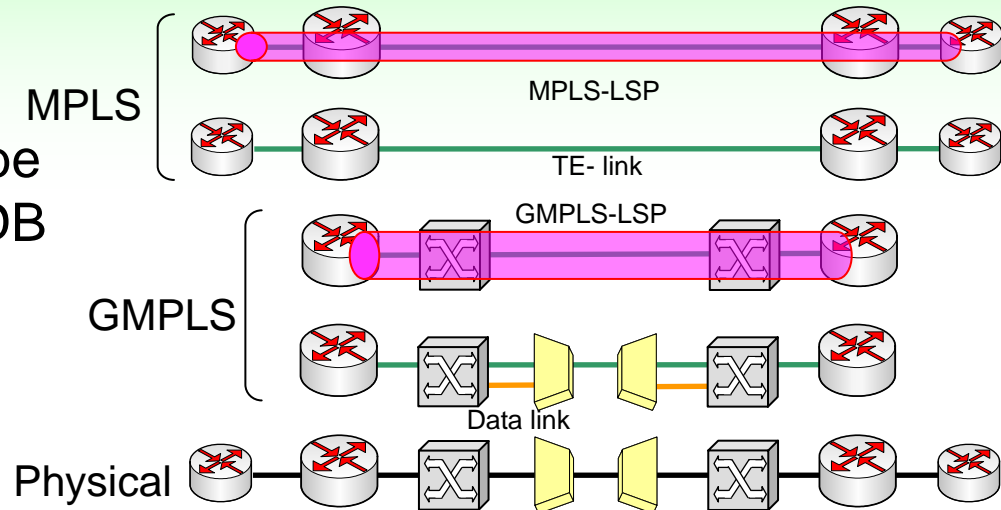 MPLS-LSP
MPLS
TE- link
GMPLS-LSP
GMPLS
Data link
Physical